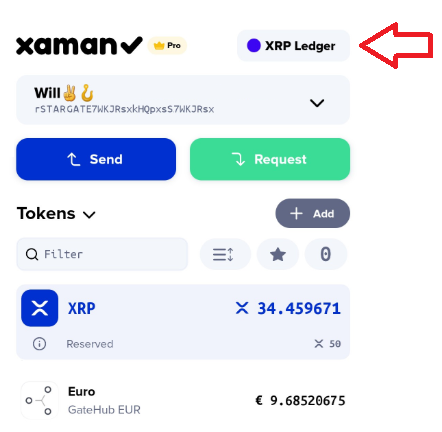 xaman Pro
XRP Ledger
Will✌️🪝
rSTARGATE7WKJRsxkHQpxsS7WKJRsx
Send
Request
Tokens
Add
Filter
0
XRP
34.459671
Reserved
50
Euro
GateHub EUR
€ 9.68520675